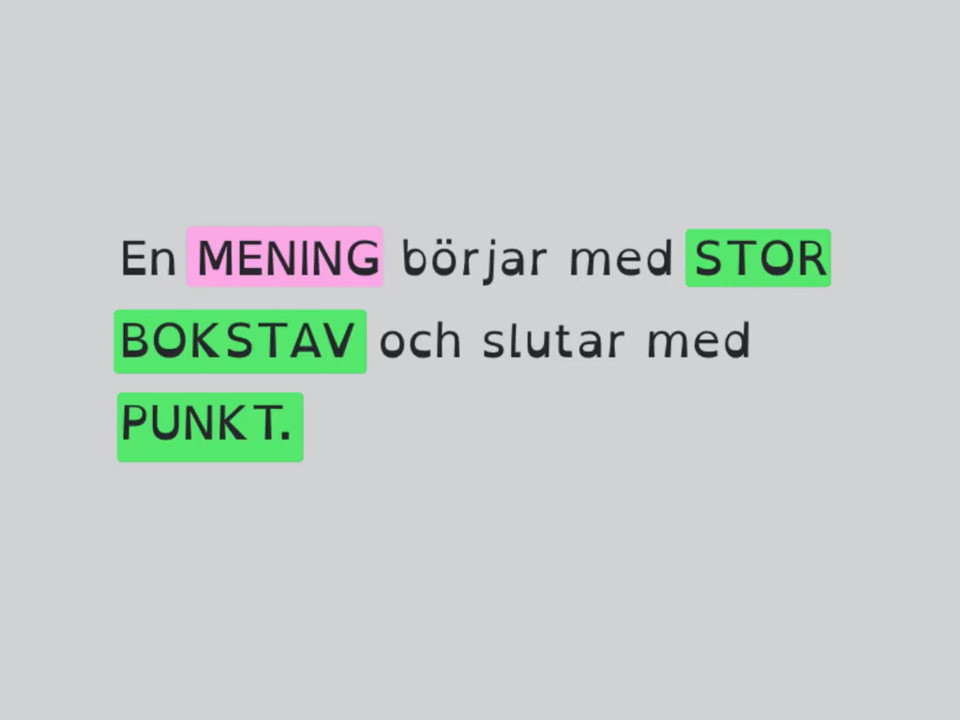 En MENING börjar med STOR
BOKSTAV och slutar med
PUNKT.